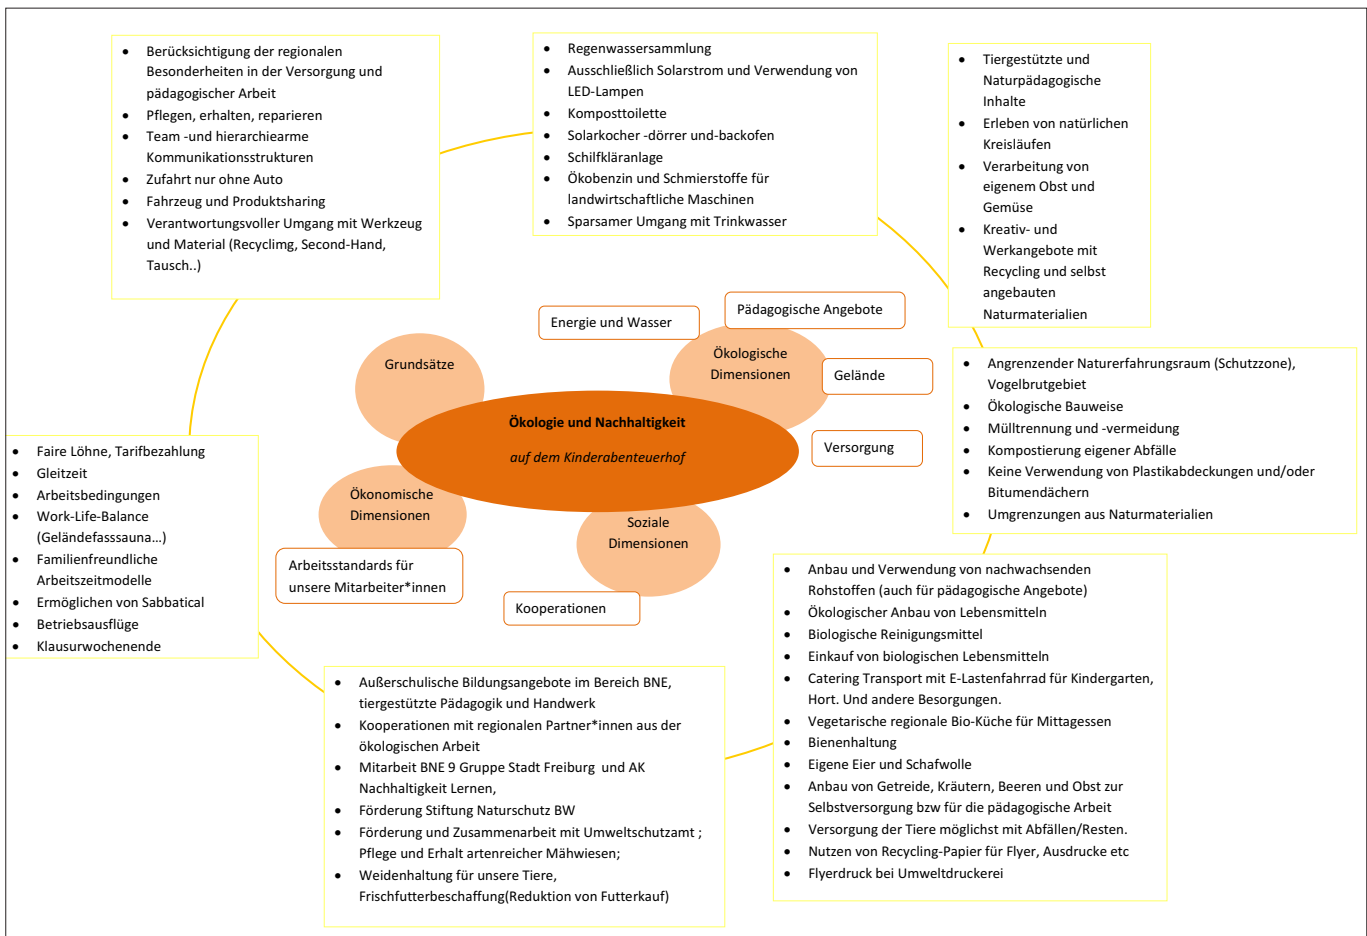 Berücksichtigung der regionalen
Besonderheiten in der Versorgung und
pädagogischer Arbeit
Pflegen, erhalten, reparieren
Team -und hierarchiearme
Kommunikationsstrukturen
Zufahrt nur ohne Auto
Fahrzeug und Produktsharing
Verantwortungsvoller Umgang mit Werkzeug
und Material (Recyclimg, Second-Hand,
Tausch..)
Regenwassersammlung
Ausschließlich Solarstrom und Verwendung von
LED-Lampen
Komposttoilette
Solarkocher -dörrer und-backofen
Schilfkläranlage
Ökobenzin und Schmierstoffe für
landwirtschaftliche Maschinen
Sparsamer Umgang mit Trinkwasser
Tiergestützte und
Naturpädagogische
Inhalte
Erleben von natürlichen
Kreisläufen
Verarbeitung von
eigenem Obst und
Gemüse
Kreativ- und
Werkangebote mit
Recycling und selbst
angebauten
Naturmaterialien
Energie und Wasser
Pädagogische Angebote
Grundsätze
Ökologische
Dimensionen
Gelände
Ökologie und Nachhaltigkeit
auf dem Kinderabenteuerhof
Versorgung
Ökonomische
Dimensionen
Soziale
Dimensionen
Arbeitsstandards für
unsere Mitarbeiter*innen
Kooperationen
Angrenzender Naturerfahrungsraum (Schutzzone),
Vogelbrutgebiet
Ökologische Bauweise
Mülltrennung und -vermeidung
Kompostierung eigener Abfälle
Keine Verwendung von Plastikabdeckungen und/oder
Bitumendächern
Umgrenzungen aus Naturmaterialien
Faire Löhne, Tarifbezahlung
Gleitzeit
Arbeitsbedingungen
Work-Life-Balance
(Geländefasssauna…)
Familienfreundliche
Arbeitszeitmodelle
Ermöglichen von Sabbatical
Betriebsausflüge
Klausurwochenende
Außerschulische Bildungsangebote im Bereich BNE,
tiergestützte Pädagogik und Handwerk
Kooperationen mit regionalen Partner*innen aus der
ökologischen Arbeit
Mitarbeit BNE 9 Gruppe Stadt Freiburg und AK
Nachhaltigkeit Lernen,
Förderung Stiftung Naturschutz BW
Förderung und Zusammenarbeit mit Umweltschutzamt ;
Pflege und Erhalt artenreicher Mähwiesen;
Weidenhaltung für unsere Tiere,
Frischfutterbeschaffung(Reduktion von Futterkauf)
Anbau und Verwendung von nachwachsenden
Rohstoffen (auch für pädagogische Angebote)
Ökologischer Anbau von Lebensmitteln
Biologische Reinigungsmittel
Einkauf von biologischen Lebensmitteln
Catering Transport mit E-Lastenfahrrad für Kindergarten,
Hort. Und andere Besorgungen.
Vegetarische regionale Bio-Küche für Mittagessen
Bienenhaltung
Eigene Eier und Schafwolle
Anbau von Getreide, Kräutern, Beeren und Obst zur
Selbstversorgung bzw für die pädagogische Arbeit
Versorgung der Tiere möglichst mit Abfällen/Resten.
Nutzen von Recycling-Papier für Flyer, Ausdrucke etc
Flyerdruck bei Umweltdruckerei